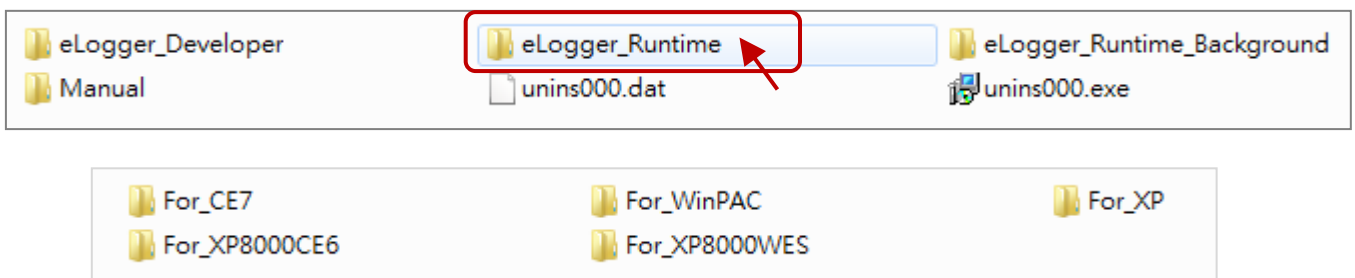 eLogger_Developer eLogger_Runtime eLogger_Runtime_Background
Manual unins000.dat unins000.exe
For_CE7 For_WinPAC For_XP
For_XP8000CE6 For_XP8000WES